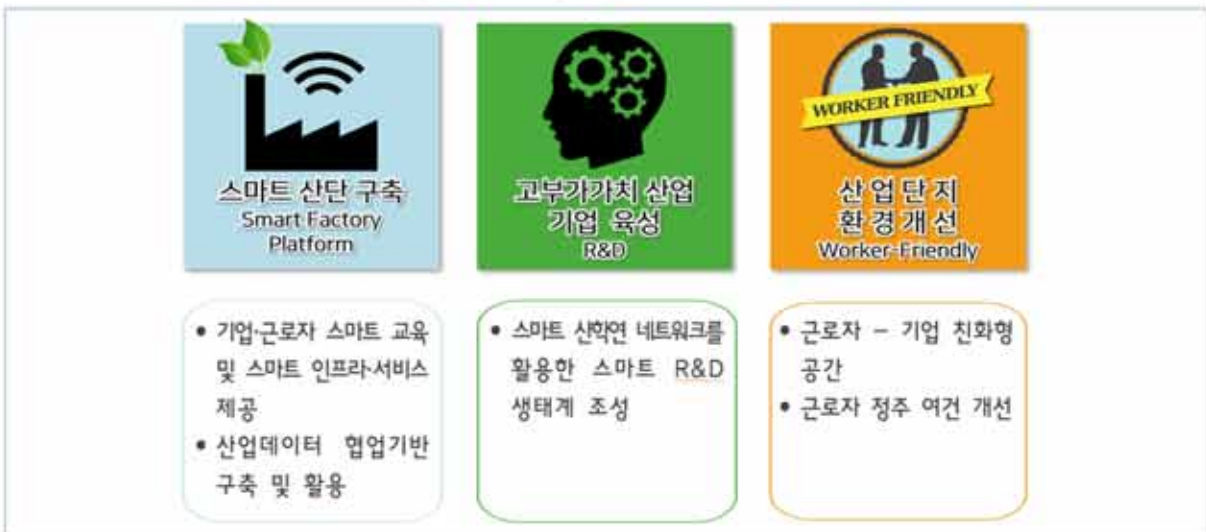 스마트 산단 구축
Smart Factory
Platform
• 기업·근로자 스마트 교육
및 스마트 인프라·서비스
제공
• 산업데이터 협업기반
구축 및 활용
고부가가치 산업
기업 육성
R&D
• 스마트 산학연 네트워크를
활용한 스마트 R&D
생태계 조성
WORKER FRIENDLY
산업단지
환경개선
Worker-Friendly
• 근로자 – 기업 친화형
공간
• 근로자 정주 여건 개선